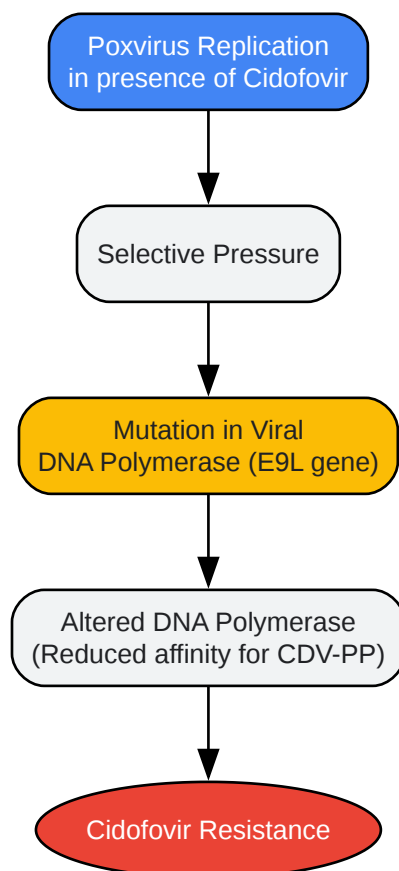 Poxvirus Replication
in presence of Cidofovir
Selective Pressure
Mutation in Viral
DNA Polymerase (E9L gene)
Altered DNA Polymerase
(Reduced affinity for CDV-PP)
Cidofovir Resistance